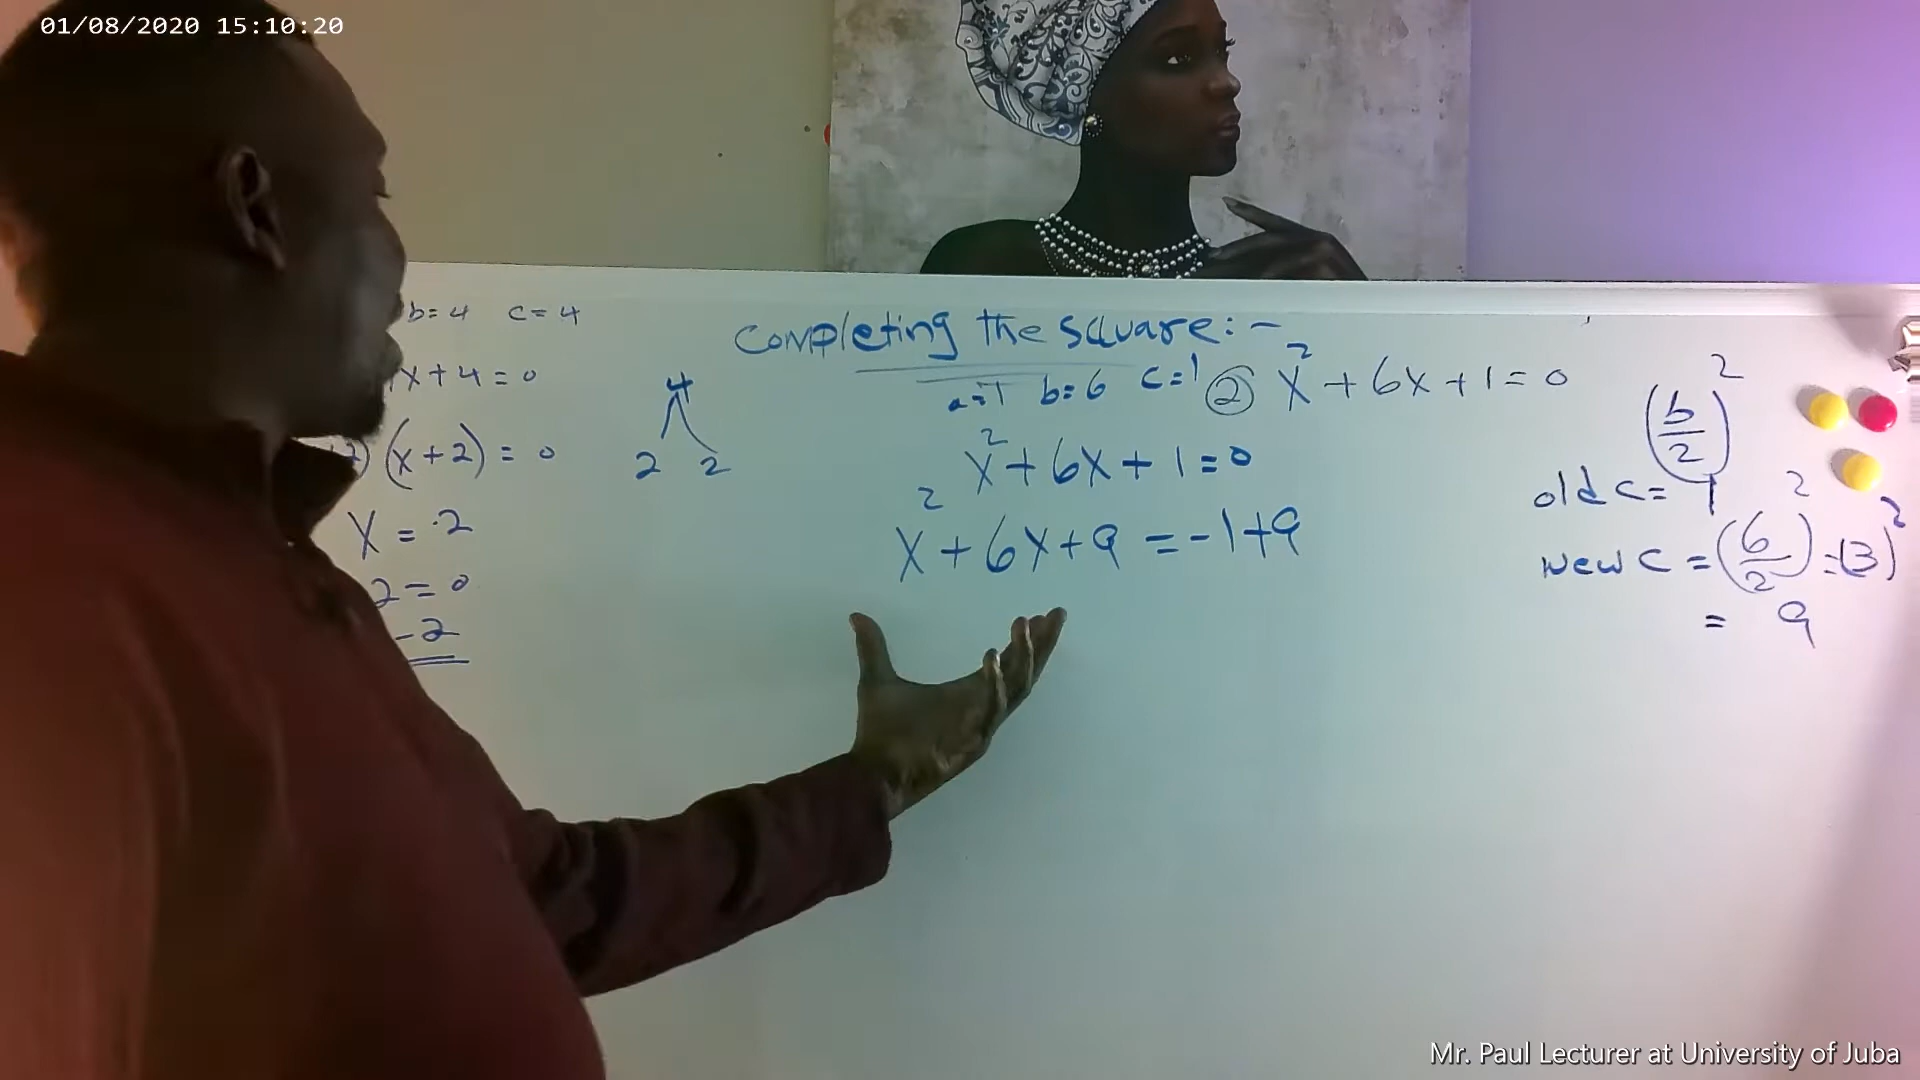 01/08/2020 15:10:20
b=4 c=4
x+4=0
(x+2)=0
x=-2
2=0
-2
4
2 2
Completing the square:-
a=1 b=6 c=1 ② x²+6x+1=0
x²+6x+1=0
x²+6x+9=-1+9
(b/2)²
old c=1
New c=(6/2)²=(3)²
= 9
Mr. Paul Lecturer at University of Juba